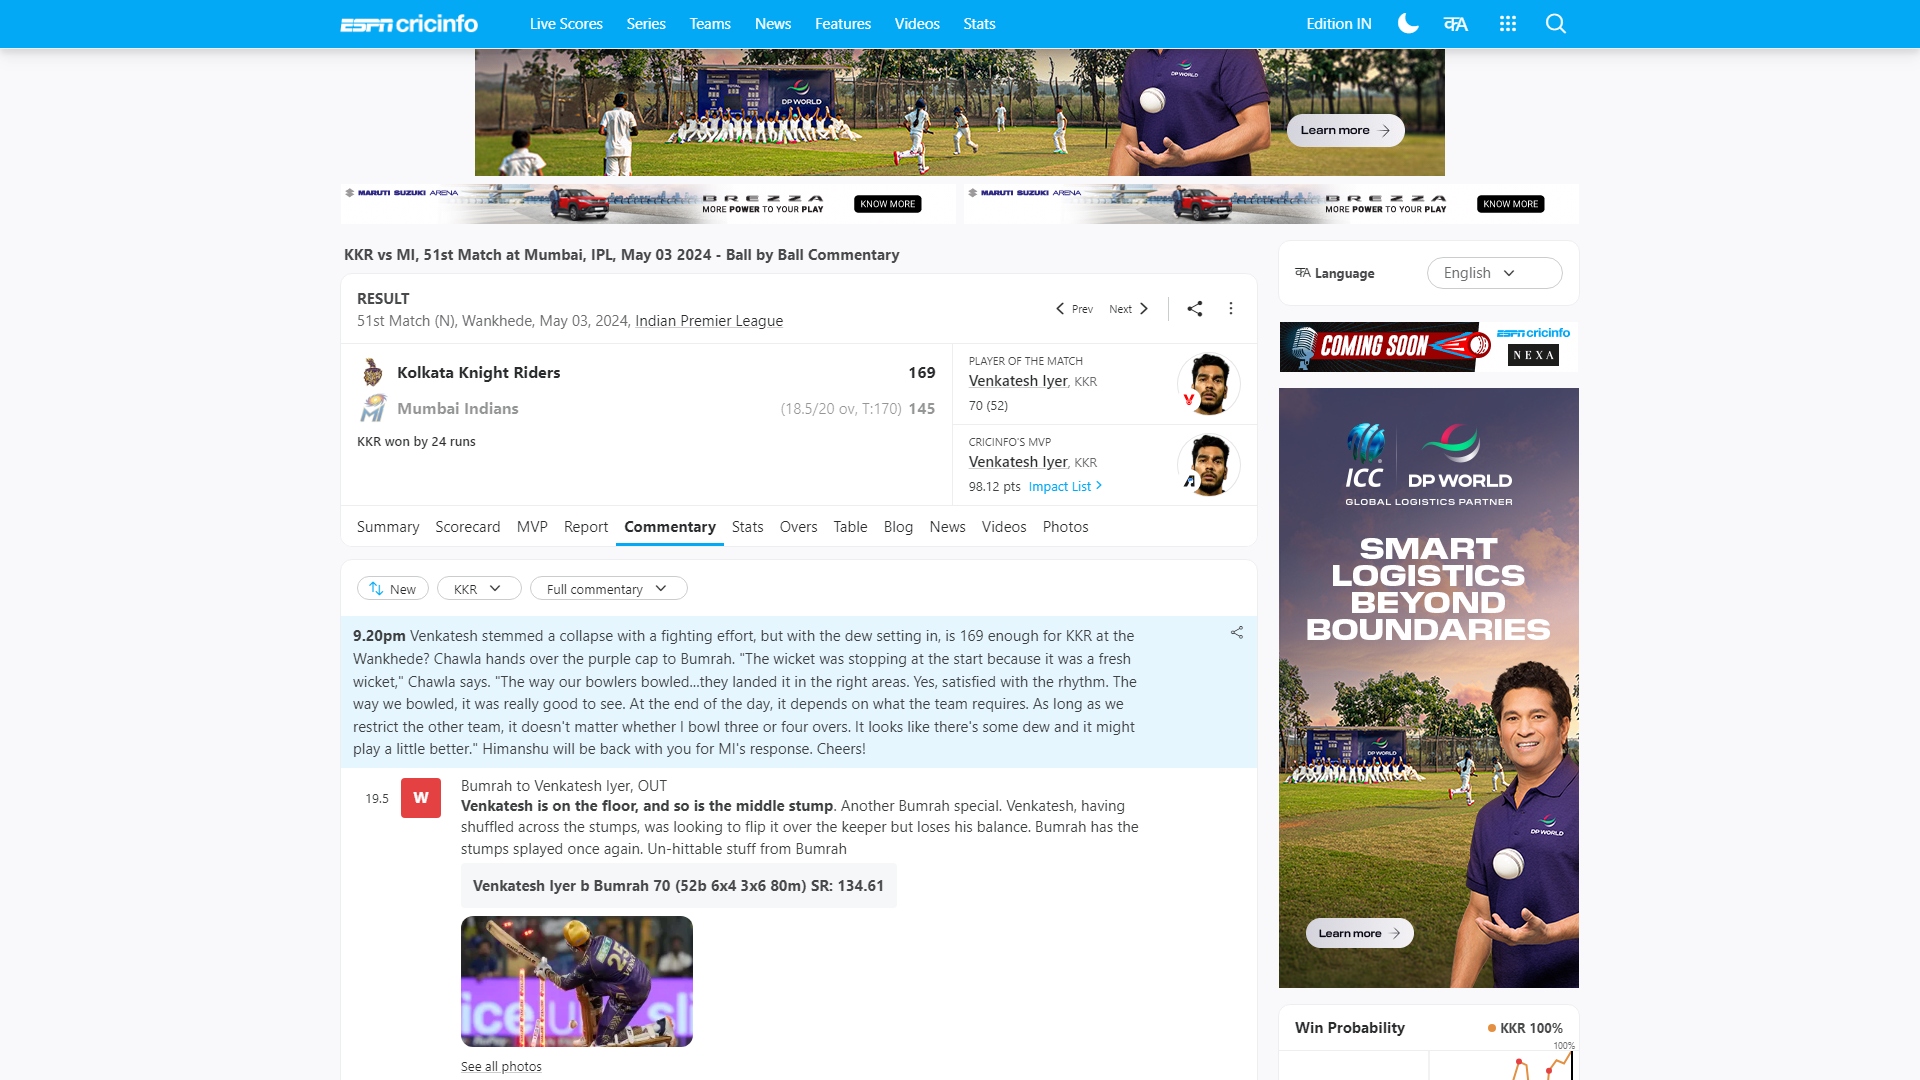 ESPN cricinfo Live Scores Series Teams News Features Videos Stats Edition IN
DP WORLD
DP WORLD
Learn more
MARUTI SUZUKI ARENA BREZZA MORE POWER TO YOUR PLAY KNOW MORE
MARUTI SUZUKI ARENA BREZZA MORE POWER TO YOUR PLAY KNOW MORE
KKR vs MI, 51st Match at Mumbai, IPL, May 03 2024 - Ball by Ball Commentary
RESULT
51st Match (N), Wankhede, May 03, 2024, Indian Premier League
Prev Next
Kolkata Knight Riders 169
Mumbai Indians (18.5/20 ov, T:170) 145
KKR won by 24 runs
PLAYER OF THE MATCH
Venkatesh Iyer, KKR
70 (52)
CRICINFO'S MVP
Venkatesh Iyer, KKR
98.12 pts Impact List
Summary Scorecard MVP Report Commentary Stats Overs Table Blog News Videos Photos
New KKR Full commentary
9.20pm Venkatesh stemmed a collapse with a fighting effort, but with the dew setting in, is 169 enough for KKR at the
Wankhede? Chawla hands over the purple cap to Bumrah. "The wicket was stopping at the start because it was a fresh
wicket," Chawla says. "The way our bowlers bowled...they landed it in the right areas. Yes, satisfied with the rhythm. The
way we bowled, it was really good to see. At the end of the day, it depends on what the team requires. As long as we
restrict the other team, it doesn't matter whether I bowl three or four overs. It looks like there's some dew and it might
play a little better." Himanshu will be back with you for MI's response. Cheers!
19.5 W
Bumrah to Venkatesh Iyer, OUT
Venkatesh is on the floor, and so is the middle stump. Another Bumrah special. Venkatesh, having
shuffled across the stumps, was looking to flip it over the keeper but loses his balance. Bumrah has the
stumps splayed once again. Un-hittable stuff from Bumrah
Venkatesh Iyer b Bumrah 70 (52b 6x4 3x6 80m) SR: 134.61
25
See all photos
क/A Language English
COMING SOON ESPN cricinfo
NEXA
ICC DP WORLD
GLOBAL LOGISTICS PARTNER
SMART
LOGISTICS
BEYOND
BOUNDARIES
DP WORLD
DP WORLD
Learn more
Win Probability KKR 100%
100%